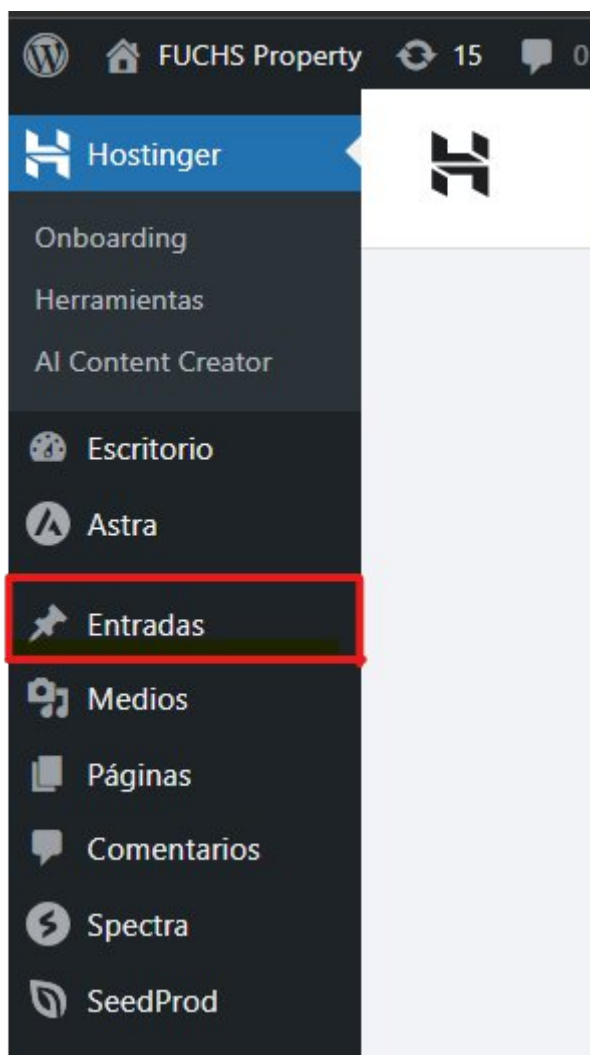 FUCHS Property 15 0
Hostinger
Onboarding
Herramientas
AI Content Creator
Escritorio
Astra
Entradas
Medios
Páginas
Comentarios
Spectra
SeedProd